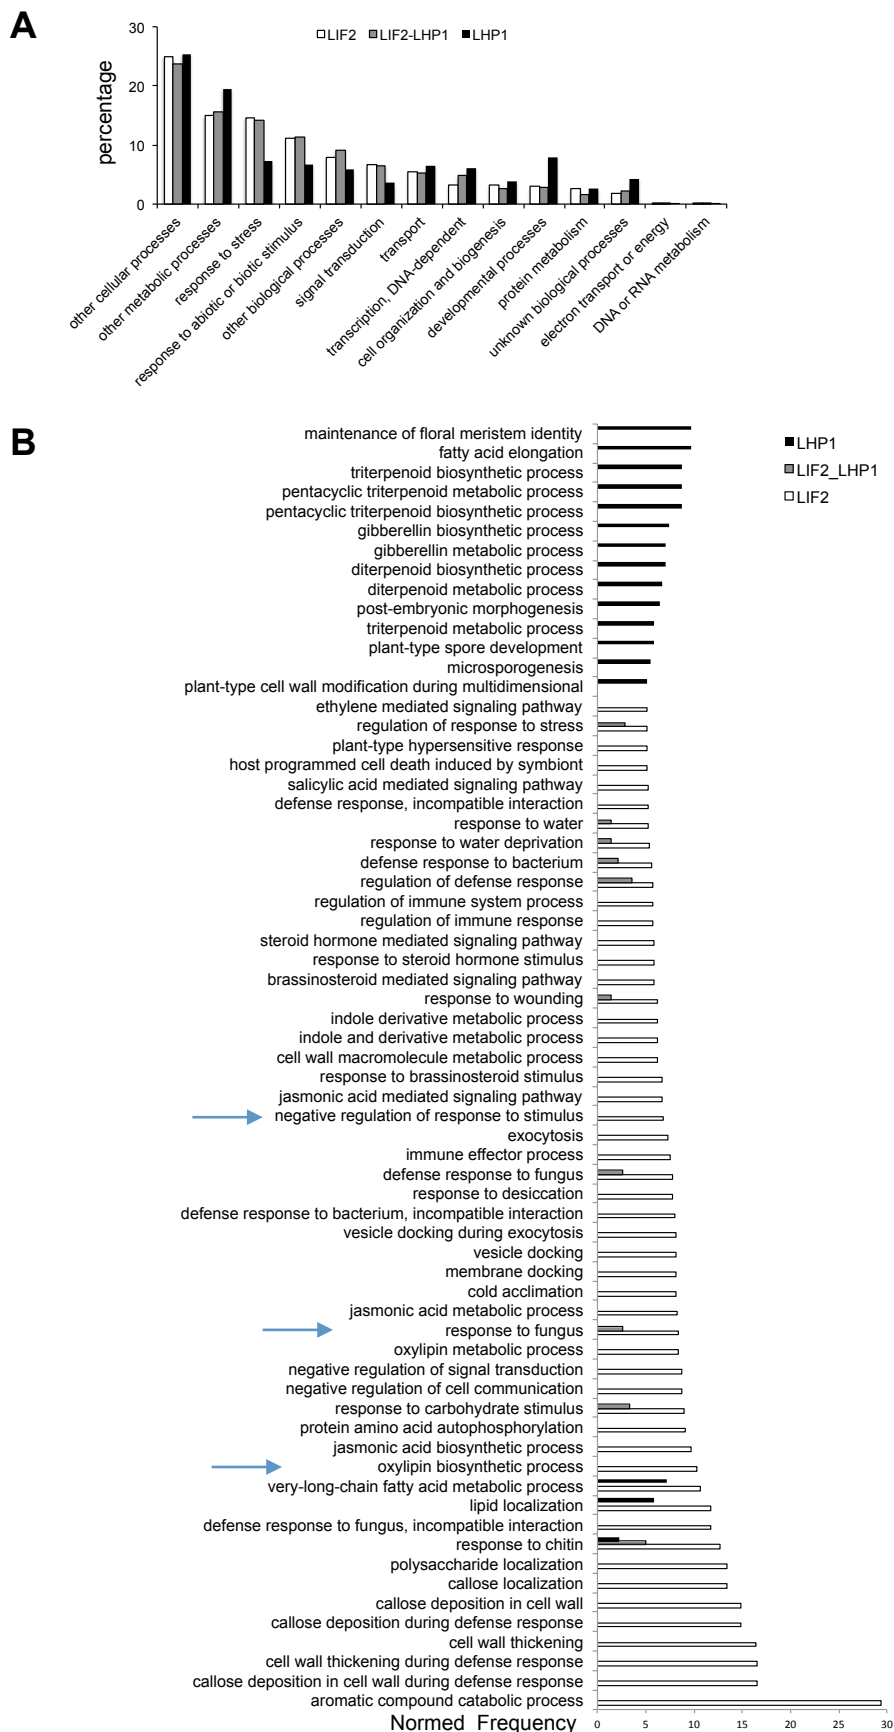 A
30
20
10
0
percentage
LIF2
LIF2-LHP1
LHP1
other cellular processes
other metabolic processes
response to stress
response to abiotic or biotic stimulus
other biological processes
signal transduction
transport
transcription, DNA-dependent
cell organization and biogenesis
developmental processes
protein metabolism
unknown biological processes
electron transport or energy
DNA or RNA metabolism
B
LHP1
LIF2_LHP1
LIF2
maintenance of floral meristem identity
fatty acid elongation
triterpenoid biosynthetic process
pentacyclic triterpenoid metabolic process
pentacyclic triterpenoid biosynthetic process
gibberellin biosynthetic process
gibberellin metabolic process
diterpenoid biosynthetic process
diterpenoid metabolic process
post-embryonic morphogenesis
triterpenoid metabolic process
plant-type spore development
microsporogenesis
plant-type cell wall modification during multidimensional
ethylene mediated signaling pathway
regulation of response to stress
plant-type hypersensitive response
host programmed cell death induced by symbiont
salicylic acid mediated signaling pathway
defense response, incompatible interaction
response to water
response to water deprivation
defense response to bacterium
regulation of defense response
regulation of immune system process
regulation of immune response
steroid hormone mediated signaling pathway
response to steroid hormone stimulus
brassinosteroid mediated signaling pathway
response to wounding
indole derivative metabolic process
indole and derivative metabolic process
cell wall macromolecule metabolic process
response to brassinosteroid stimulus
jasmonic acid mediated signaling pathway
negative regulation of response to stimulus
exocytosis
immune effector process
defense response to fungus
response to desiccation
defense response to bacterium, incompatible interaction
vesicle docking during exocytosis
vesicle docking
membrane docking
cold acclimation
jasmonic acid metabolic process
response to fungus
oxylipin metabolic process
negative regulation of signal transduction
negative regulation of cell communication
response to carbohydrate stimulus
protein amino acid autophosphorylation
jasmonic acid biosynthetic process
oxylipin biosynthetic process
very-long-chain fatty acid metabolic process
lipid localization
defense response to fungus, incompatible interaction
response to chitin
polysaccharide localization
callose localization
callose deposition in cell wall
callose deposition during defense response
cell wall thickening
cell wall thickening during defense response
callose deposition in cell wall during defense response
aromatic compound catabolic process
Normed Frequency
0 5 10 15 20 25 30